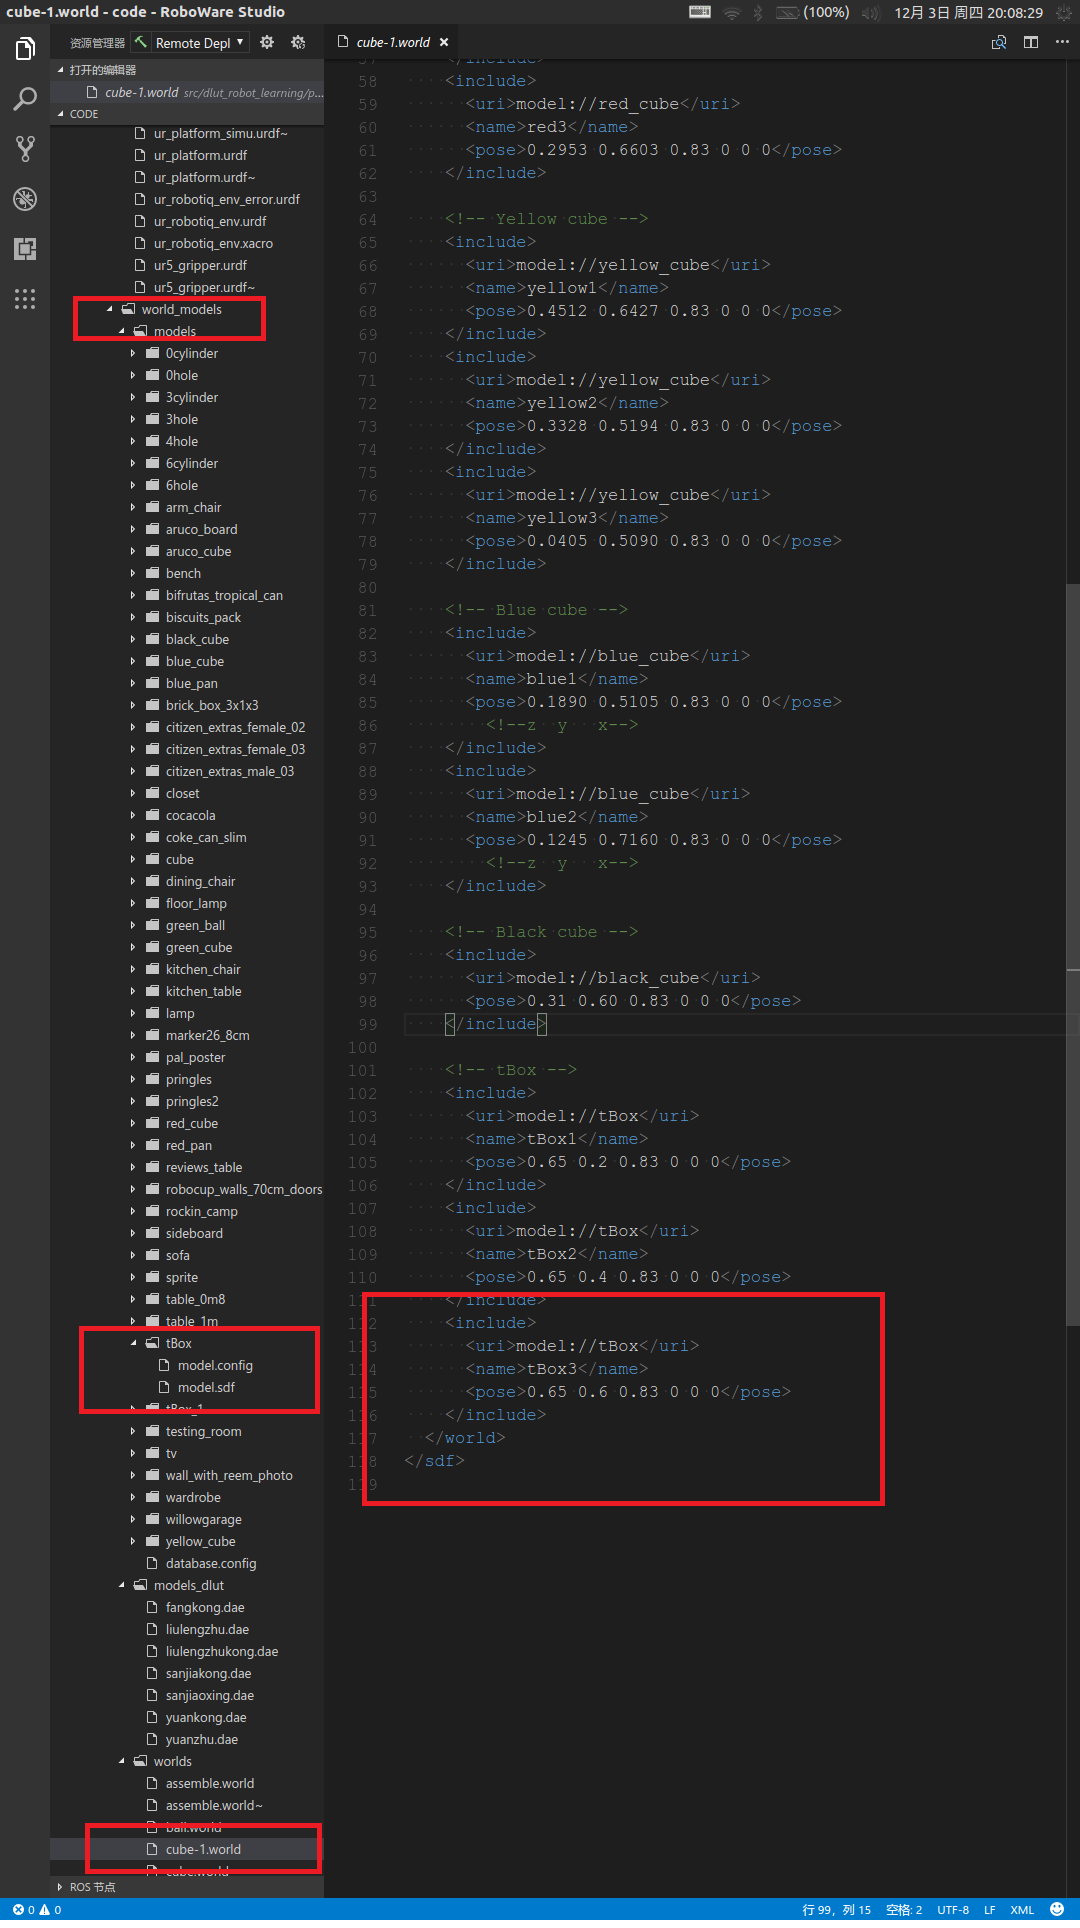 cube-1.world - code - RoboWare Studio
(100%)
12月 3日 周四 20:08:29
资源管理器
Remote Depl
打开的编辑器
cube-1.world src/dlut_robot_learning/p...
CODE
ur_platform_simu.urdf~
ur_platform.urdf
ur_platform.urdf~
ur_robotiq_env_error.urdf
ur_robotiq_env.urdf
ur_robotiq_env.xacro
ur5_gripper.urdf
ur5_gripper.urdf~
world_models
models
0cylinder
0hole
3cylinder
3hole
4hole
6cylinder
6hole
arm_chair
aruco_board
aruco_cube
bench
bifrutas_tropical_can
biscuits_pack
black_cube
blue_cube
blue_pan
brick_box_3x1x3
citizen_extras_female_02
citizen_extras_female_03
citizen_extras_male_03
closet
cocacola
coke_can_slim
cube
dining_chair
floor_lamp
green_ball
green_cube
kitchen_chair
kitchen_table
lamp
marker26_8cm
pal_poster
pringles
pringles2
red_cube
red_pan
reviews_table
robocup_walls_70cm_doors
rockin_camp
sideboard
sofa
sprite
table_0m8
table_1m
tBox
model.config
model.sdf
tBox_1
testing_room
tv
wall_with_reem_photo
wardrobe
willowgarage
yellow_cube
database.config
models_dlut
fangkong.dae
liulengzhu.dae
liulengzhukong.dae
sanjiakong.dae
sanjiaoxing.dae
yuankong.dae
yuanzhu.dae
worlds
assemble.world
assemble.world~
ball.world
cube-1.world
cube.world
ROS 节点
cube-1.world
57 </include>
58 <include>
59 <uri>model://red_cube</uri>
60 <name>red3</name>
61 <pose>0.2953 0.6603 0.83 0 0 0</pose>
62 </include>
63
64 <!-- Yellow cube -->
65 <include>
66 <uri>model://yellow_cube</uri>
67 <name>yellow1</name>
68 <pose>0.4512 0.6427 0.83 0 0 0</pose>
69 </include>
70 <include>
71 <uri>model://yellow_cube</uri>
72 <name>yellow2</name>
73 <pose>0.3328 0.5194 0.83 0 0 0</pose>
74 </include>
75 <include>
76 <uri>model://yellow_cube</uri>
77 <name>yellow3</name>
78 <pose>0.0405 0.5090 0.83 0 0 0</pose>
79 </include>
80
81 <!-- Blue cube -->
82 <include>
83 <uri>model://blue_cube</uri>
84 <name>blue1</name>
85 <pose>0.1890 0.5105 0.83 0 0 0</pose>
86 <!--z y x-->
87 </include>
88 <include>
89 <uri>model://blue_cube</uri>
90 <name>blue2</name>
91 <pose>0.1245 0.7160 0.83 0 0 0</pose>
92 <!--z y x-->
93 </include>
94
95 <!-- Black cube -->
96 <include>
97 <uri>model://black_cube</uri>
98 <pose>0.31 0.60 0.83 0 0 0</pose>
99 </include>
100
101 <!-- tBox -->
102 <include>
103 <uri>model://tBox</uri>
104 <name>tBox1</name>
105 <pose>0.65 0.2 0.83 0 0 0</pose>
106 </include>
107 <include>
108 <uri>model://tBox</uri>
109 <name>tBox2</name>
110 <pose>0.65 0.4 0.83 0 0 0</pose>
111 </include>
112 <include>
113 <uri>model://tBox</uri>
114 <name>tBox3</name>
115 <pose>0.65 0.6 0.83 0 0 0</pose>
116 </include>
117 </world>
118 </sdf>
119
0 0
行 99，列 15 空格: 2 UTF-8 LF XML